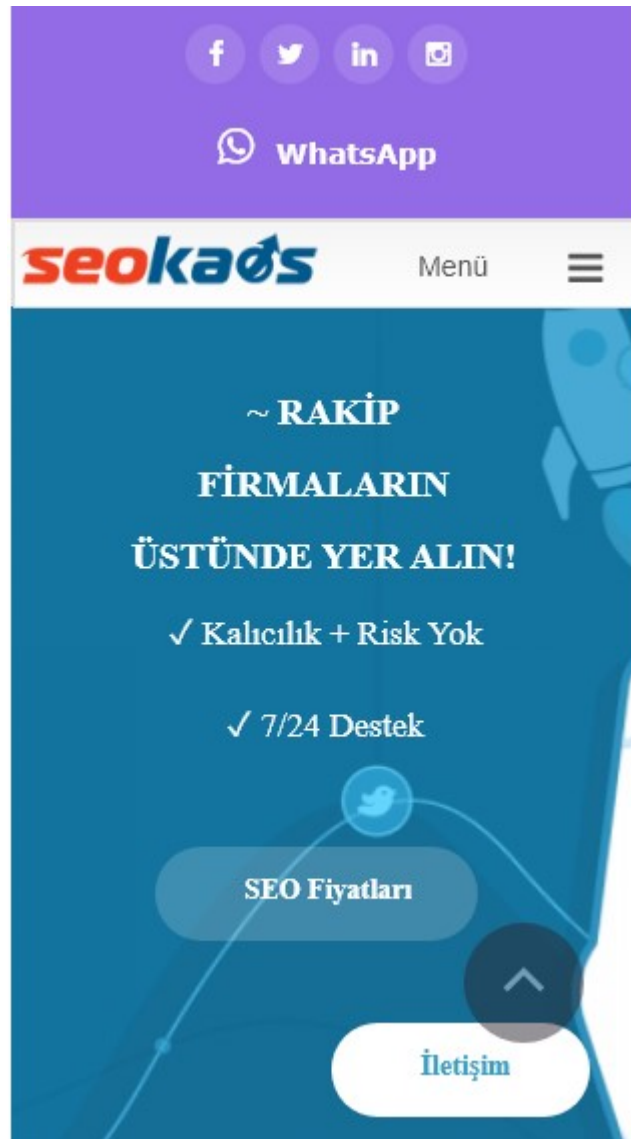 WhatsApp
seokaos
Menü
~ RAKİP
FİRMALARIN
ÜSTÜNDE YER ALIN!
✓ Kalıcılık + Risk Yok
✓ 7/24 Destek
SEO Fiyatları
İletişim